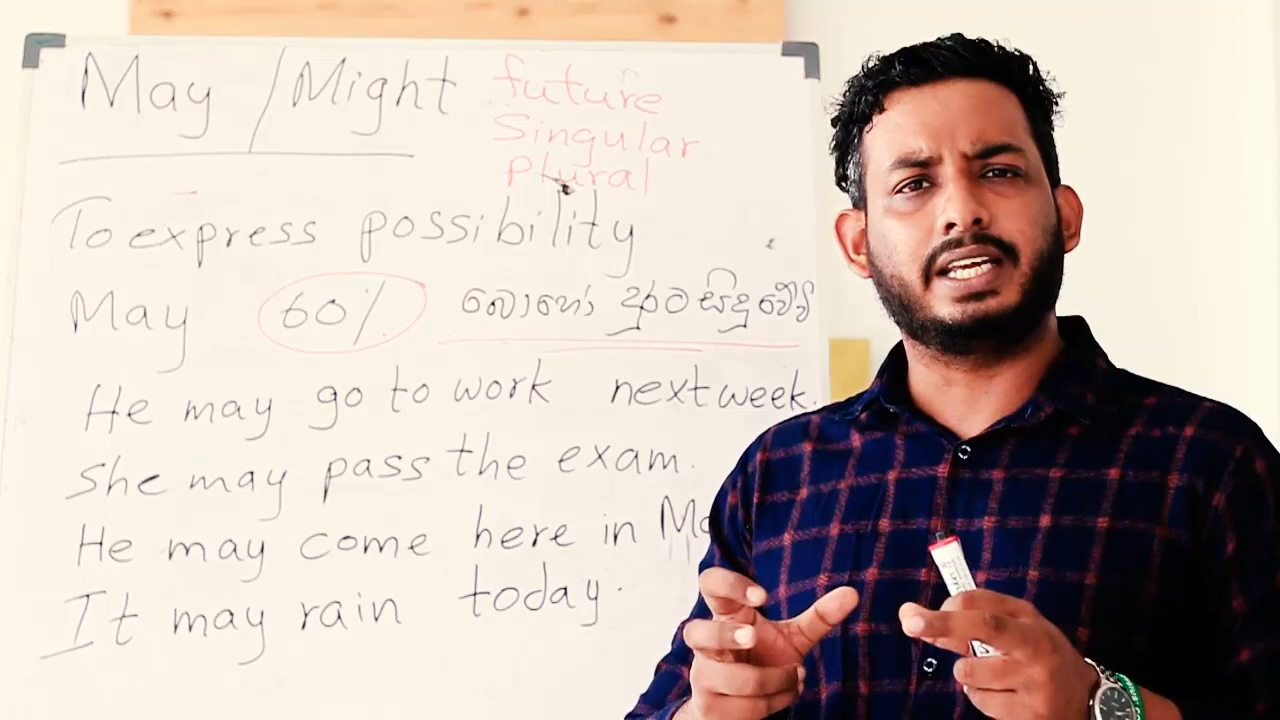 May / Might
future
Singular
Plural
To express possibility
May 60% බොහෝ දුරට සිදුවේවි
He may go to work next week.
She may pass the exam.
He may come here in
It may rain today.